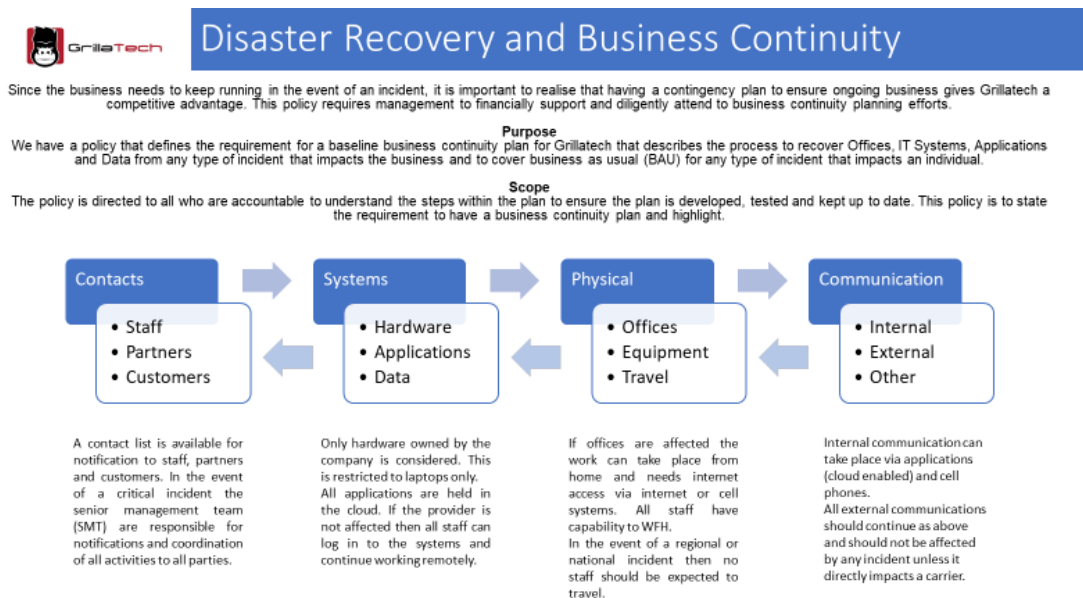 GrillaTech
Disaster Recovery and Business Continuity
Since the business needs to keep running in the event of an incident, it is important to realise that having a contingency plan to ensure ongoing business gives Grillatech a
competitive advantage. This policy requires management to financially support and diligently attend to business continuity planning efforts.
Purpose
We have a policy that defines the requirement for a baseline business continuity plan for Grillatech that describes the process to recover Offices, IT Systems, Applications
and Data from any type of incident that impacts the business and to cover business as usual (BAU) for any type of incident that impacts an individual.
Scope
The policy is directed to all who are accountable to understand the steps within the plan to ensure the plan is developed, tested and kept up to date. This policy is to state
the requirement to have a business continuity plan and highlight.
Contacts
• Staff
• Partners
• Customers
A contact list is available for
notification to staff, partners
and customers. In the event
of a critical incident the
senior management team
(SMT) are responsible for
notifications and coordination
of all activities to all parties.
Systems
• Hardware
• Applications
• Data
Only hardware owned by the
company is considered. This
is restricted to laptops only.
All applications are held in
the cloud. If the provider is
not affected then all staff can
log in to the systems and
continue working remotely.
Physical
• Offices
• Equipment
• Travel
If offices are affected the
work can take place from
home and needs internet
access via internet or cell
systems. All staff have
capability to WFH.
In the event of a regional or
national incident then no
staff should be expected to
travel.
Communication
• Internal
• External
• Other
Internal communication can
take place via applications
(cloud enabled) and cell
phones.
All external communications
should continue as above
and should not be affected
by any incident unless it
directly impacts a carrier.